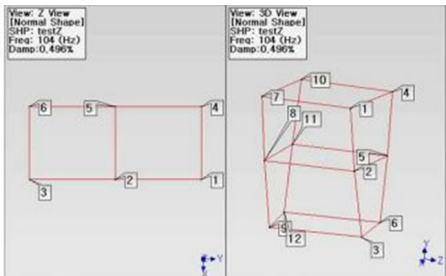 View: Z View
[Normal Shape]
SHP: testZ
Freq: 104 (Hz)
Damp:0,496%
6
5
4
3
2
1
Y
X
View: 3D View
[Normal Shape]
SHP: testZ
Freq: 104 (Hz)
Damp:0,496%
10
7
1
4
8
11
5
2
9
12
6
3
Y
X
Z